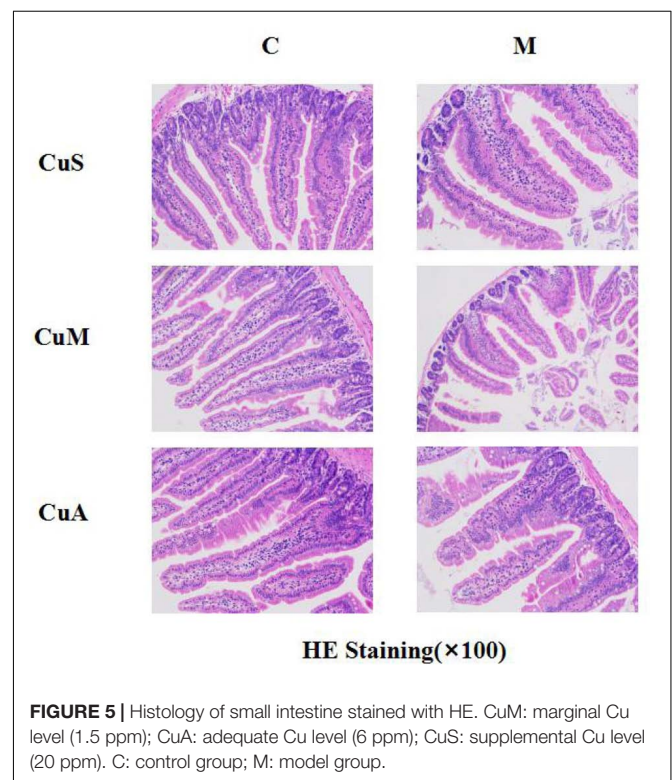 C M
CuS
CuM
CuA
HE Staining(×100)
FIGURE 5 | Histology of small intestine stained with HE. CuM: marginal Cu
level (1.5 ppm); CuA: adequate Cu level (6 ppm); CuS: supplemental Cu level
(20 ppm). C: control group; M: model group.